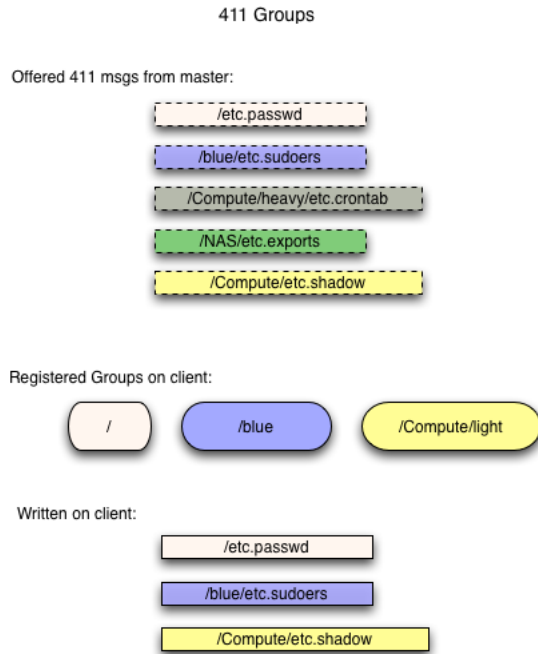 411 Groups
Offered 411 msgs from master:
/etc.passwd
/blue/etc.sudoers
/Compute/heavy/etc.crontab
/NAS/etc.exports
/Compute/etc.shadow
Registered Groups on client:
/ /blue /Compute/light
Written on client:
/etc.passwd
/blue/etc.sudoers
/Compute/etc.shadow